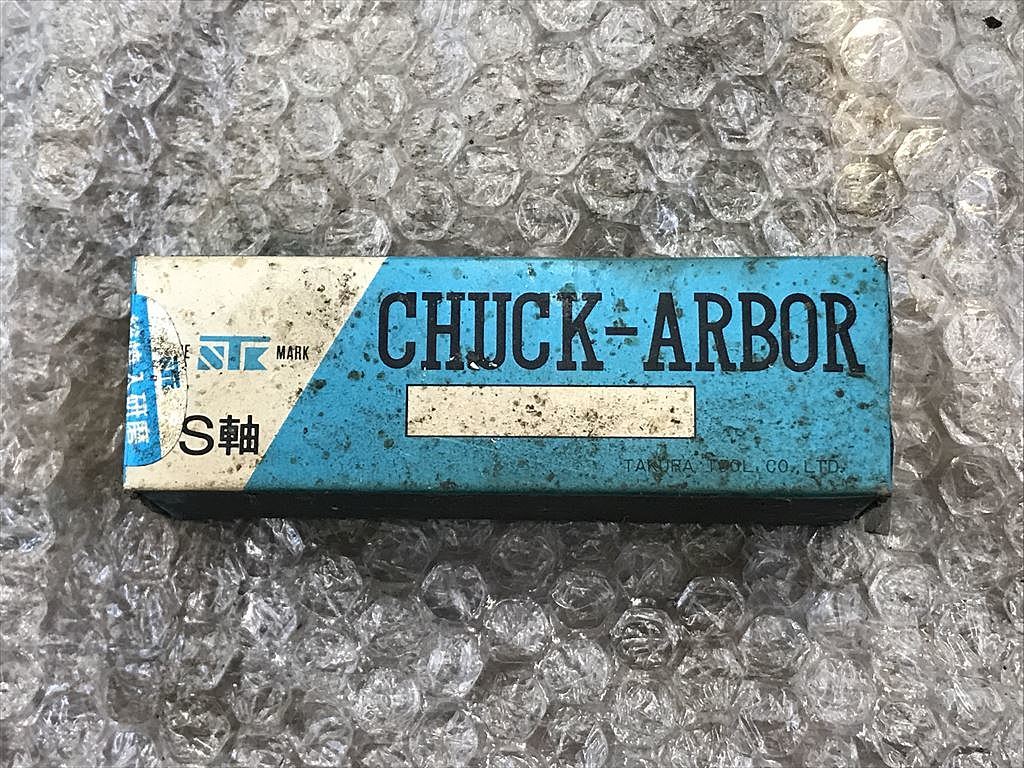 CHUCK-ARBOR
STK MARK
S軸
TAKURA TOOL CO., LTD.